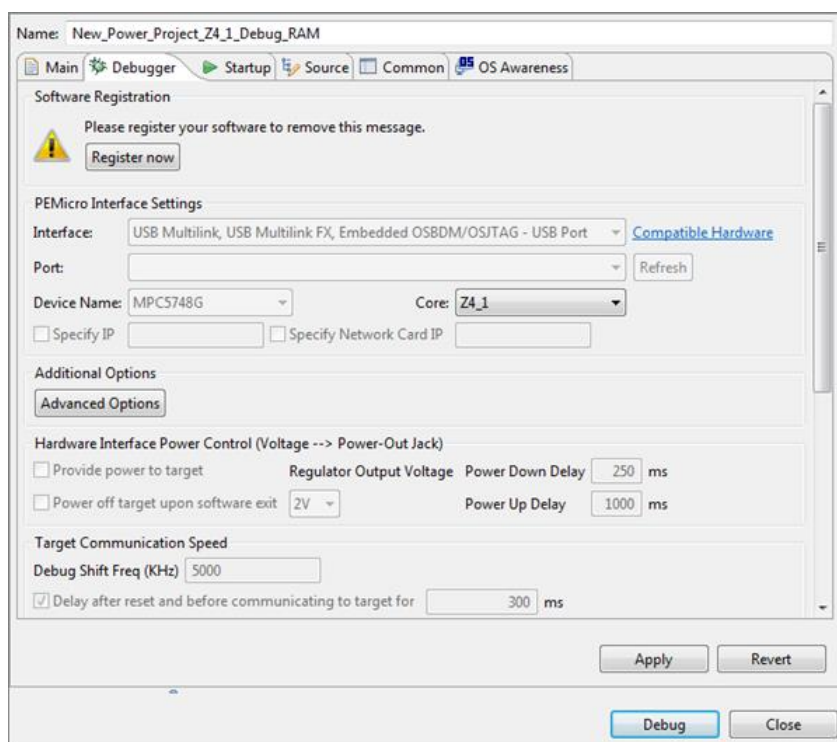 Name: New_Power_Project_Z4_1_Debug_RAM
Main Debugger Startup Source Common OS Awareness
Software Registration
Please register your software to remove this message.
Register now
PEMicro Interface Settings
Interface: USB Multilink, USB Multilink FX, Embedded OSBDM/OSJTAG - USB Port Compatible Hardware
Port: Refresh
Device Name: MPC5748G Core: Z4_1
Specify IP Specify Network Card IP
Additional Options
Advanced Options
Hardware Interface Power Control (Voltage --> Power-Out Jack)
Provide power to target Regulator Output Voltage Power Down Delay 250 ms
Power off target upon software exit 2V Power Up Delay 1000 ms
Target Communication Speed
Debug Shift Freq (KHz) 5000
Delay after reset and before communicating to target for 300 ms
Apply Revert
Debug Close